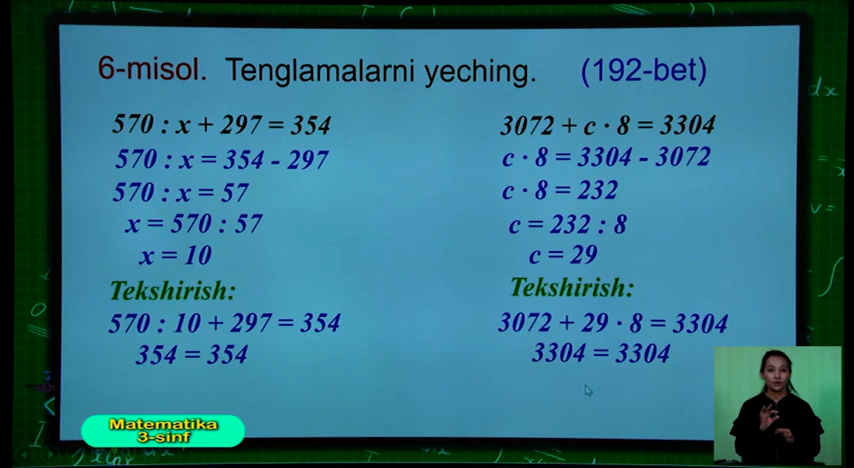 6-misol. Tenglamalarni yeching. (192-bet)
570 : x + 297 = 354
570 : x = 354 - 297
570 : x = 57
x = 570 : 57
x = 10
Tekshirish:
570 : 10 + 297 = 354
354 = 354
3072 + c · 8 = 3304
c · 8 = 3304 - 3072
c · 8 = 232
c = 232 : 8
c = 29
Tekshirish:
3072 + 29 · 8 = 3304
3304 = 3304
Matematika
3-sinf